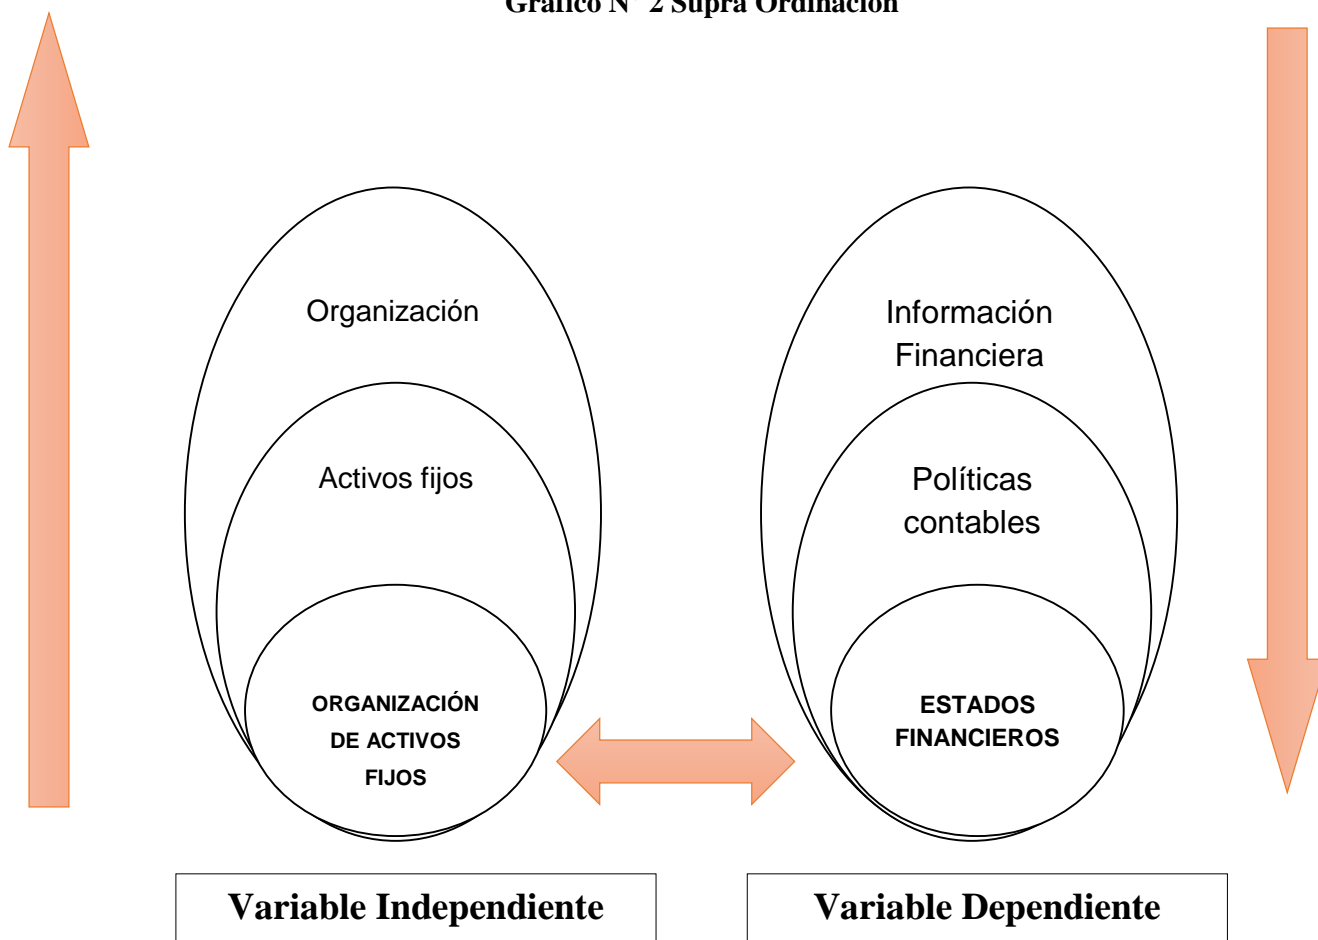 Gráfico N° 2 Supra Ordinación
Organización
Activos fijos
ORGANIZACIÓN
DE ACTIVOS
FIJOS
Información
Financiera
Políticas
contables
ESTADOS
FINANCIEROS
Variable Independiente
Variable Dependiente